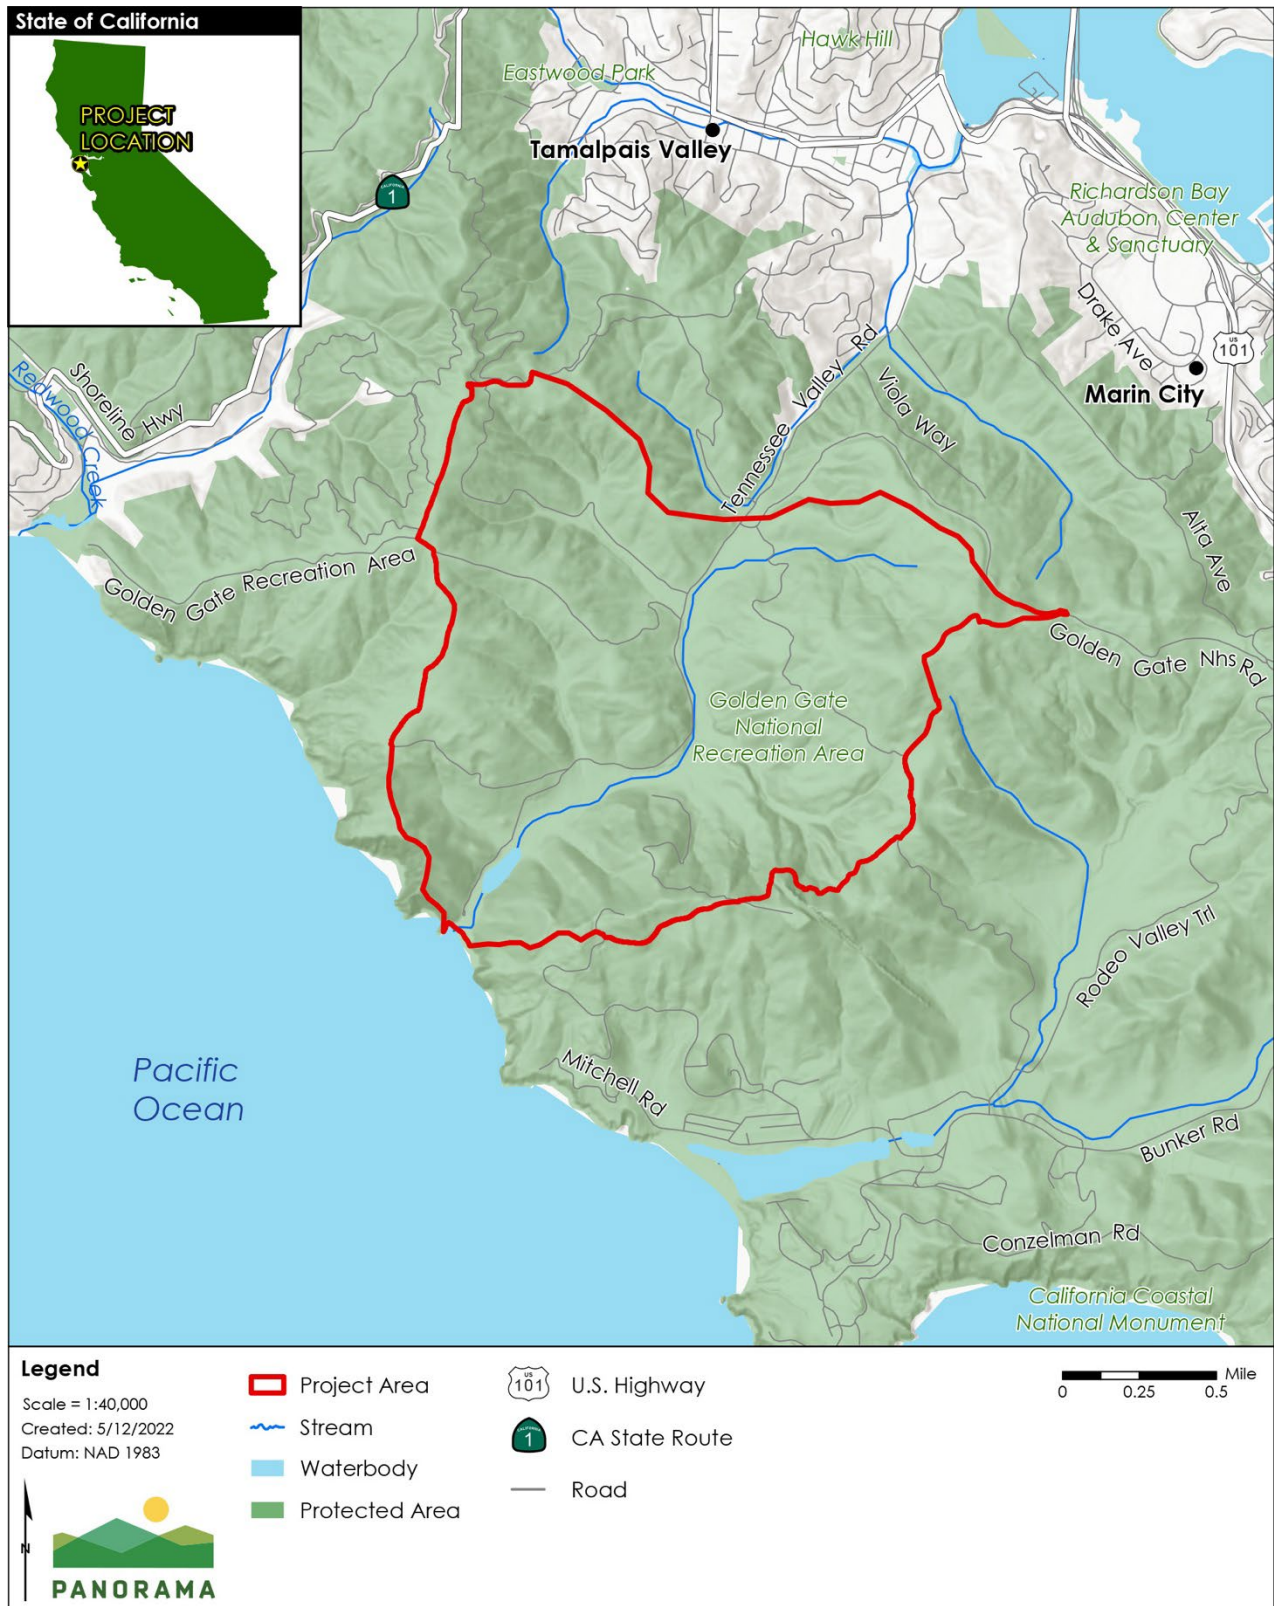 State of California
PROJECT
LOCATION
Hawk Hill
Eastwood Park
Tamalpais Valley
CALIFORNIA
1
Richardson Bay
Audubon Center
& Sanctuary
Drake Ave
US
101
Marin City
Shoreline Hwy
Redwood Creek
Tennessee Valley Rd
Viola Way
Alta Ave
Golden Gate Recreation Area
Golden Gate Nhs Rd
Golden Gate
National
Recreation Area
Rodeo Valley Trl
Pacific
Ocean
Mitchell Rd
Bunker Rd
Conzelman Rd
California Coastal
National Monument
Legend
Scale = 1:40,000
Created: 5/12/2022
Datum: NAD 1983
N
PANORAMA
Project Area
Stream
Waterbody
Protected Area
US
101
U.S. Highway
CALIFORNIA
1
CA State Route
Road
Mile
0 0.25 0.5